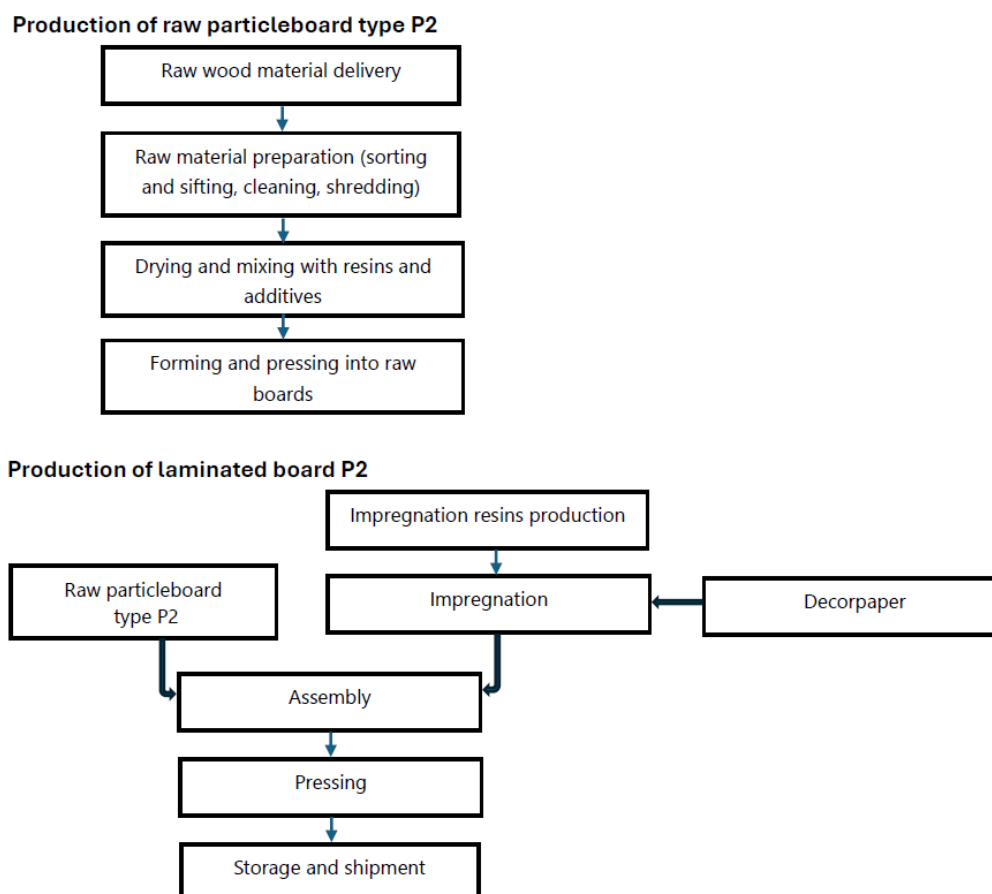 Production of raw particleboard type P2
Raw wood material delivery
Raw material preparation (sorting
and sifting, cleaning, shredding)
Drying and mixing with resins and
additives
Forming and pressing into raw
boards
Production of laminated board P2
Impregnation resins production
Raw particleboard
type P2
Impregnation
Decorpaper
Assembly
Pressing
Storage and shipment